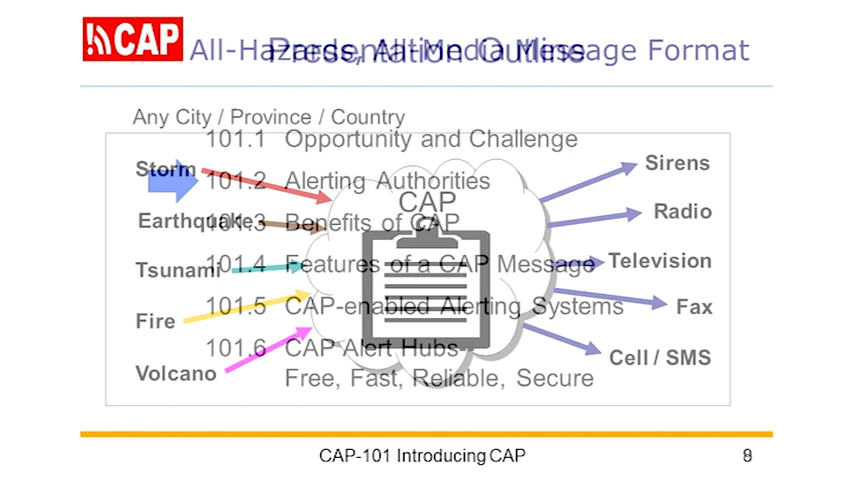 CAP
All-Hazards, All-Media Message Format
Presentation Outline
Any City / Province / Country
101.1 Opportunity and Challenge
Storm
Sirens
101.2 Alerting Authorities
CAP
Radio
Earthquake
101.3 Benefits of CAP
Tsunami
101.4 Features of a CAP Message
Television
Fire
101.5 CAP-enabled Alerting Systems
Fax
101.6 CAP Alert Hubs
Cell / SMS
Volcano
Free, Fast, Reliable, Secure
CAP-101 Introducing CAP